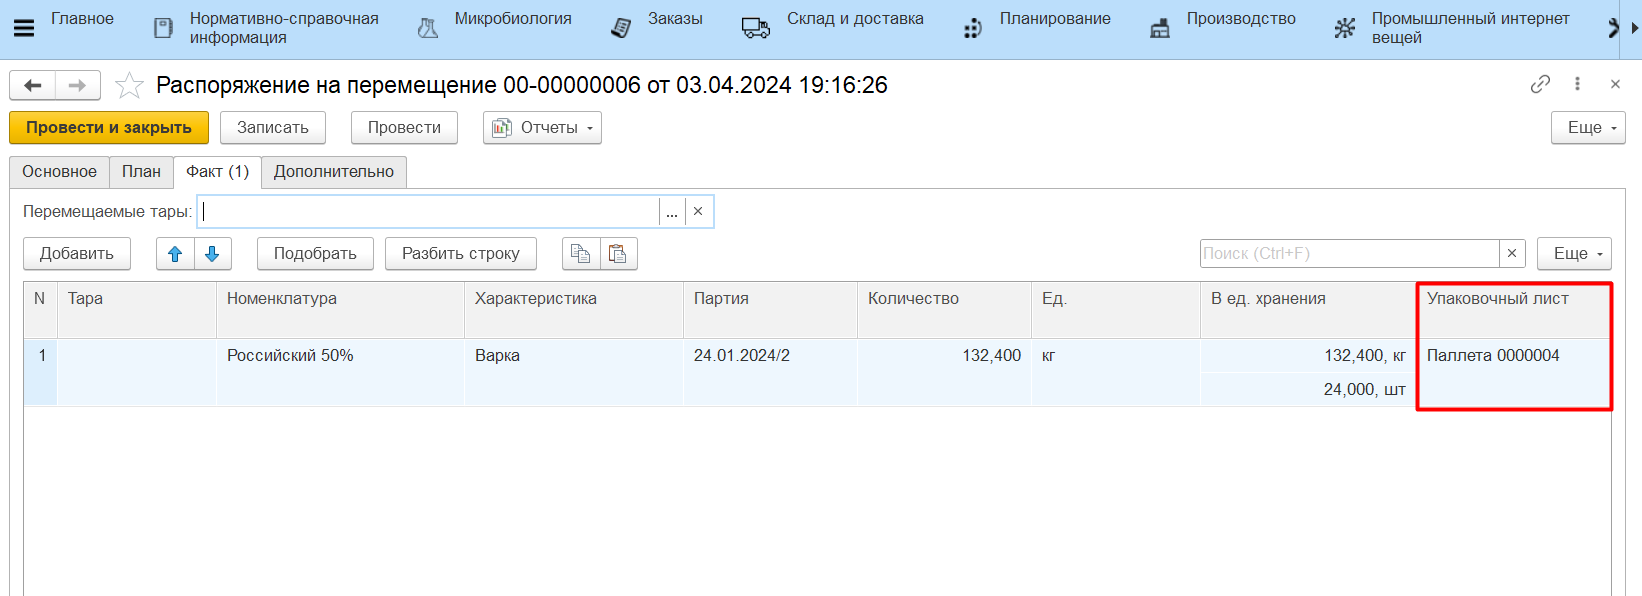 Главное
Нормативно-справочная
информация
Микробиология
Заказы
Склад и доставка
Планирование
Производство
Промышленный интернет
вещей
Распоряжение на перемещение 00-00000006 от 03.04.2024 19:16:26
Провести и закрыть
Записать
Провести
Отчеты
Еще
Основное
План
Факт (1)
Дополнительно
Перемещаемые тары:
...
Добавить
Подобрать
Разбить строку
Поиск (Ctrl+F)
Еще
N
Тара
Номенклатура
Характеристика
Партия
Количество
Ед.
В ед. хранения
Упаковочный лист
1
Российский 50%
Варка
24.01.2024/2
132,400
кг
132,400, кг
Паллета 0000004
24,000, шт